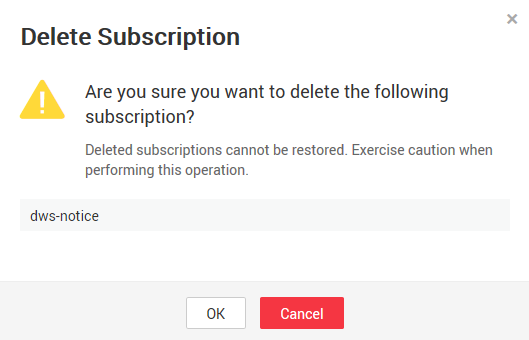 Delete Subscription
Are you sure you want to delete the following
subscription?
Deleted subscriptions cannot be restored. Exercise caution when
performing this operation.
dws-notice
OK
Cancel